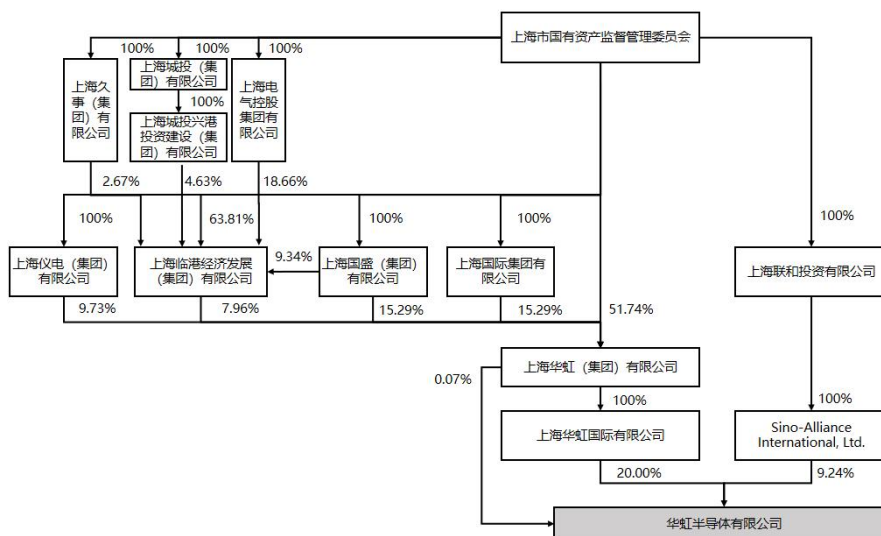 上海市国有资产监督管理委员会
100%
100%
100%
上海久
事（集
团）有
限公司
上海城投（集
团）有限公司
100%
上海城投兴港
投资建设（集
团）有限公司
上海电
气控股
集团有
限公司
2.67%
4.63%
18.66%
100%
63.81%
100%
100%
100%
上海仪电（集团）
有限公司
上海临港经济发展
（集团）有限公司
9.34%
上海国盛（集团）
有限公司
上海国际集团有
限公司
上海联和投资有限公司
9.73%
7.96%
15.29%
15.29%
51.74%
上海华虹（集团）有限公司
0.07%
100%
100%
上海华虹国际有限公司
Sino-Alliance
International, Ltd.
20.00%
9.24%
华虹半导体有限公司